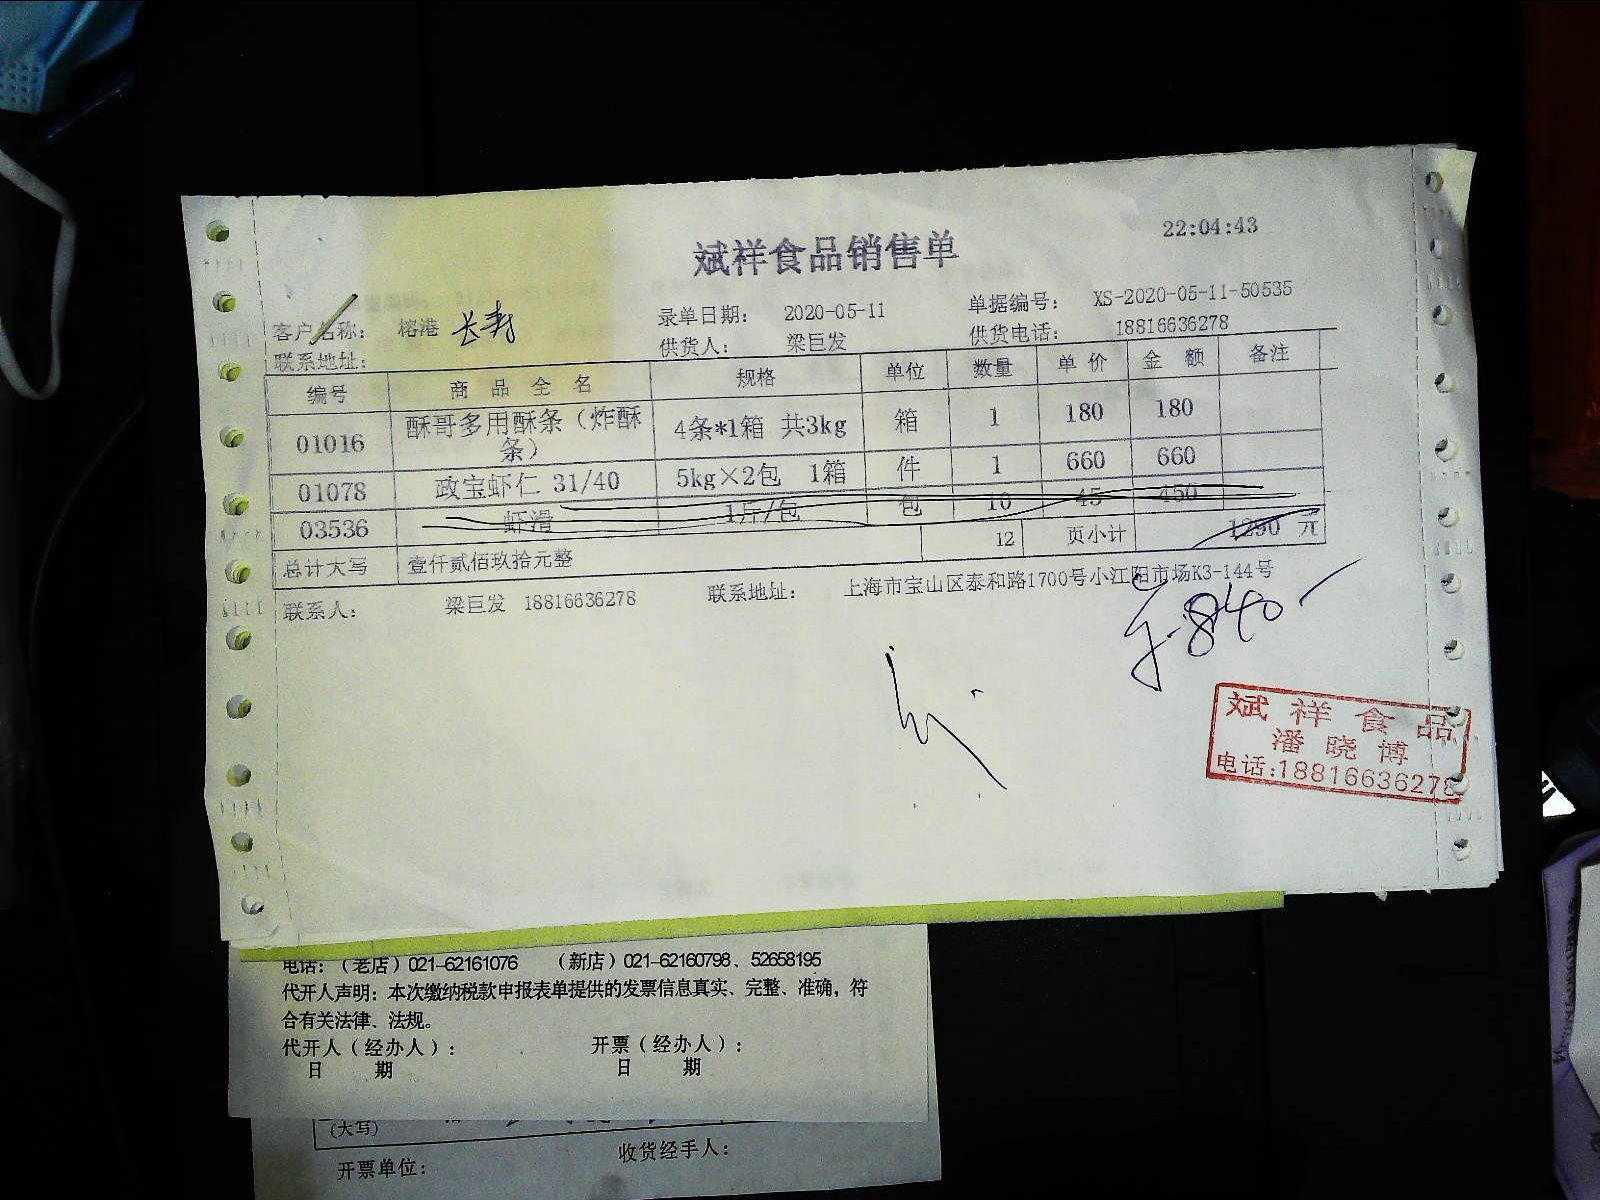 22:04:43
斌祥食品销售单
客户名称： 榕港 长寿 录单日期： 2020-05-11 单据编号： XS-2020-05-11-50535
联系地址： 供货人： 梁巨发 供货电话： 18816636278
编号 商品全名 规格 单位 数量 单价 金额 备注
01016 酥哥多用酥条（炸酥条） 4条*1箱 共3kg 箱 1 180 180
01078 政宝虾仁 31/40 5kg×2包 1箱 件 1 660 660
03536 虾滑 1斤/包 包 10 45 450
总计大写 壹仟贰佰玖拾元整 12 页小计 1290 元
联系人： 梁巨发 18816636278 联系地址： 上海市宝山区泰和路1700号小江阳市场K3-144号
840
斌祥食品
潘晓博
电话:18816636278
电话：（老店）021-62161076 （新店）021-62160798、52658195
代开人声明：本次缴纳税款申报表单提供的发票信息真实、完整、准确，符
合有关法律、法规。
代开人（经办人）： 开票（经办人）：
日 期 日 期
(大写)
开票单位： 收货经手人：